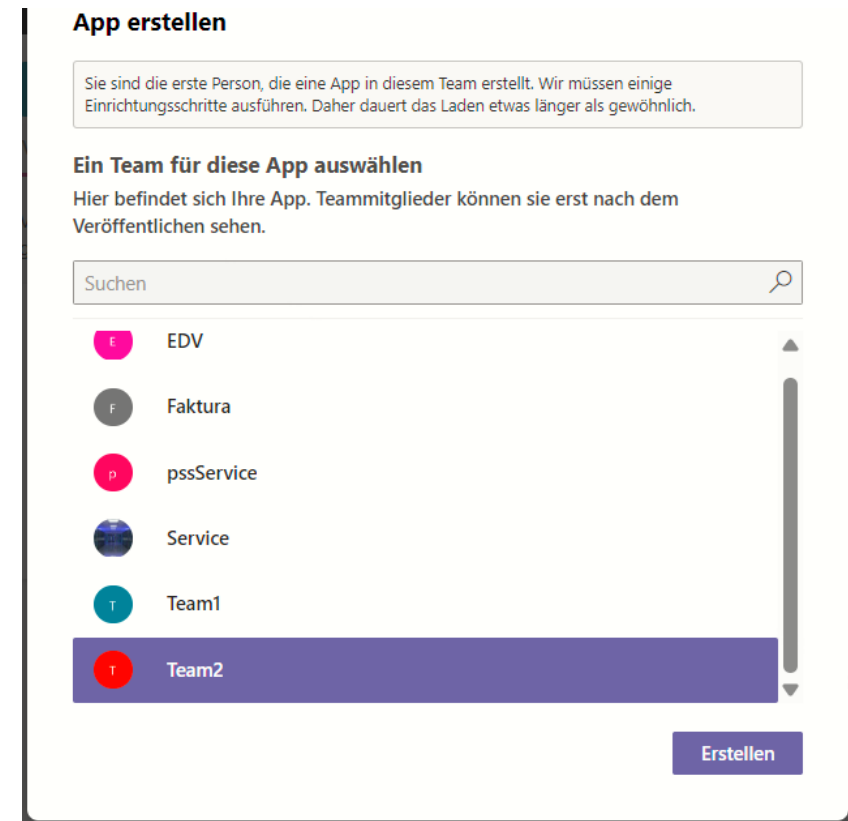 App erstellen
Sie sind die erste Person, die eine App in diesem Team erstellt. Wir müssen einige
Einrichtungsschritte ausführen. Daher dauert das Laden etwas länger als gewöhnlich.
Ein Team für diese App auswählen
Hier befindet sich Ihre App. Teammitglieder können sie erst nach dem
Veröffentlichen sehen.
Suchen
E EDV
F Faktura
p pssService
Service
T Team1
T Team2
Erstellen